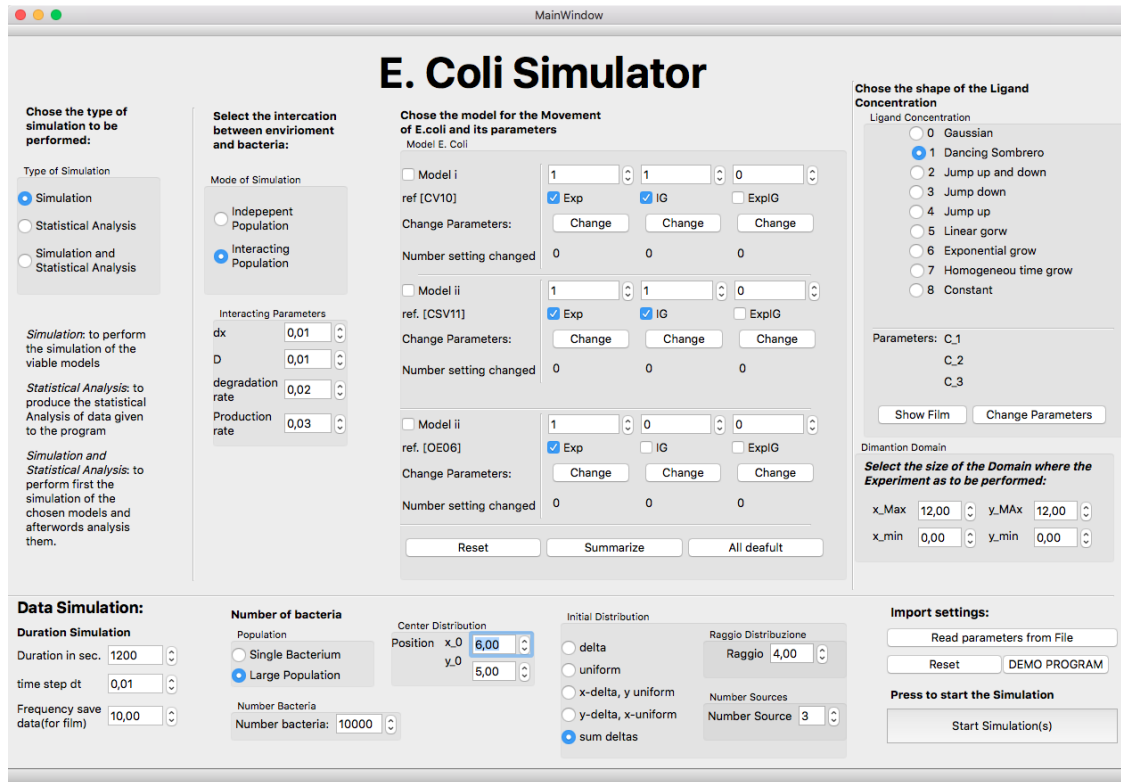 MainWindow
E. Coli Simulator
Chose the type of
simulation to be
performed:
Type of Simulation
Simulation
Statistical Analysis
Simulation and
Statistical Analysis
Simulation: to perform
the simulation of the
viable models
Statistical Analysis: to
produce the statistical
Analysis of data given
to the program
Simulation and
Statistical Analysis: to
perform first the
simulation of the
chosen models and
afterwords analysis
them.
Select the intercation
between envirioment
and bacteria:
Mode of Simulation
Indepepent
Population
Interacting
Population
Interacting Parameters
dx 0,01
D 0,01
degradation
rate 0,02
Production
rate 0,03
Chose the model for the Movement
of E.coli and its parameters
Model E. Coli
Model i 1 1 0
ref [CV10] Exp IG ExpIG
Change Parameters: Change Change Change
Number setting changed 0 0 0
Model ii 1 1 0
ref. [CSV11] Exp IG ExpIG
Change Parameters: Change Change Change
Number setting changed 0 0 0
Model ii 1 0 0
ref. [OE06] Exp IG ExpIG
Change Parameters: Change Change Change
Number setting changed 0 0 0
Reset Summarize All deafult
Chose the shape of the Ligand
Concentration
Ligand Concentration
0 Gaussian
1 Dancing Sombrero
2 Jump up and down
3 Jump down
4 Jump up
5 Linear gorw
6 Exponential grow
7 Homogeneou time grow
8 Constant
Parameters: C_1
C_2
C_3
Show Film Change Parameters
Dimantion Domain
Select the size of the Domain where the
Experiment as to be performed:
x_Max 12,00 y_MAx 12,00
x_min 0,00 y_min 0,00
Data Simulation:
Duration Simulation
Duration in sec. 1200
time step dt 0,01
Frequency save
data(for film) 10,00
Number of bacteria
Population
Single Bacterium
Large Population
Number Bacteria
Number bacteria: 10000
Center Distribution
Position x_0 6,00
y_0 5,00
Initial Distribution
delta
uniform
x-delta, y uniform
y-delta, x-uniform
sum deltas
Raggio Distribuzione
Raggio 4,00
Number Sources
Number Source 3
Import settings:
Read parameters from File
Reset DEMO PROGRAM
Press to start the Simulation
Start Simulation(s)